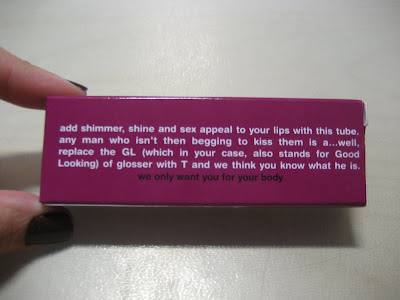 add shimmer, shine and sex appeal to your lips with this tube,
any man who isn't then begging to kiss them is a...well,
replace the GL (which in your case, also stands for Good
Looking) of glosser with T and we think you know what he is.
we only want you for your body